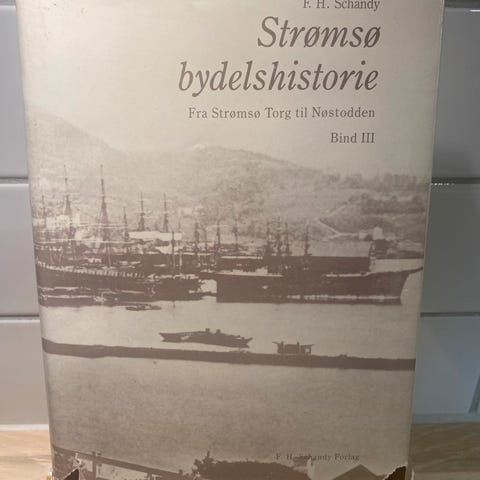 F. H. Schandy
Strømsø
bydelshistorie
Fra Strømsø Torg til Nøstodden
Bind III
F. H. Schandy Forlag